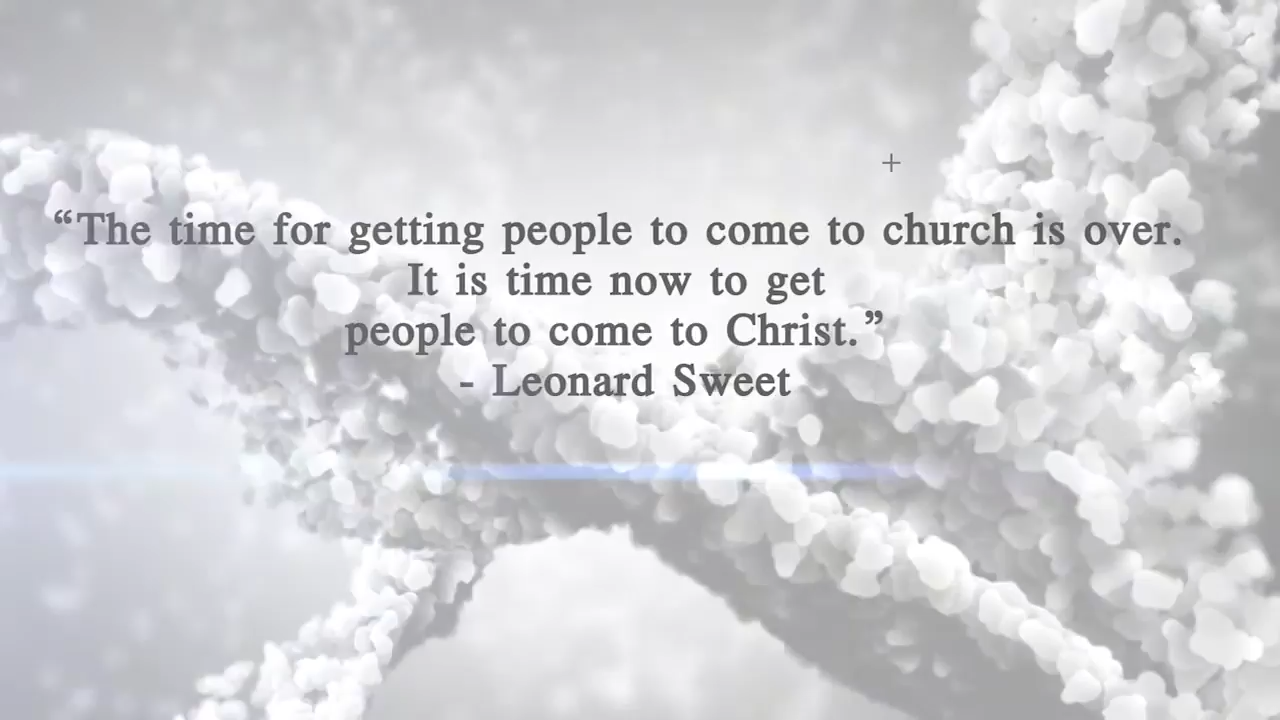 “The time for getting people to come to church is over.
It is time now to get
people to come to Christ.”
- Leonard Sweet